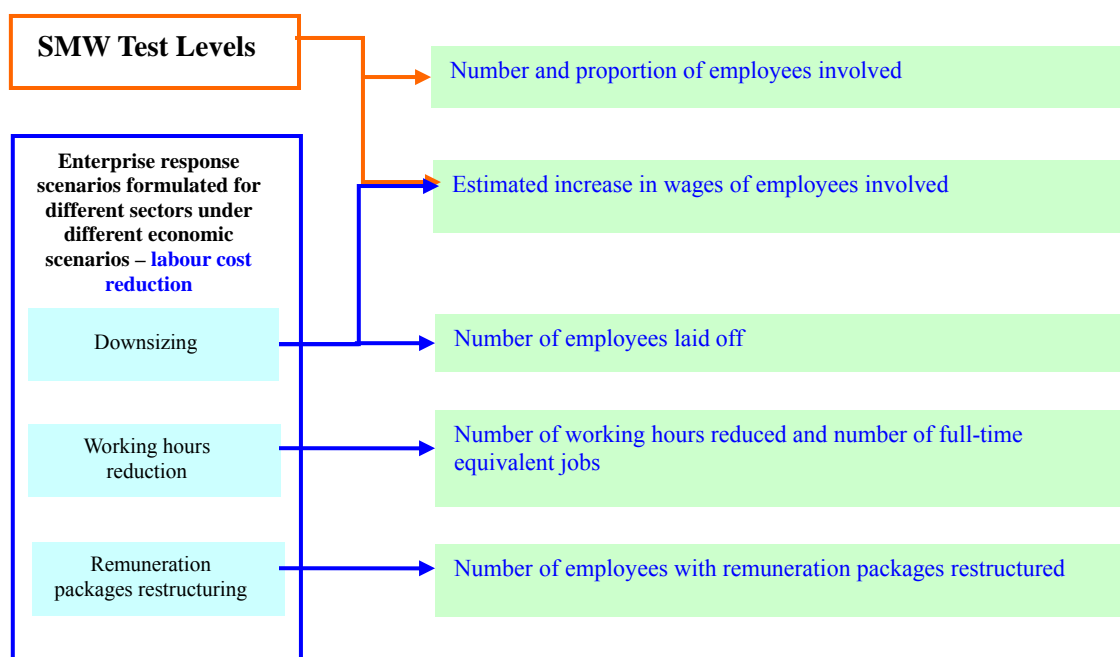 SMW Test Levels
Number and proportion of employees involved
Enterprise response
scenarios formulated for
different sectors under
different economic
scenarios – labour cost
reduction
Estimated increase in wages of employees involved
Downsizing
Number of employees laid off
Working hours
reduction
Number of working hours reduced and number of full-time
equivalent jobs
Remuneration
packages restructuring
Number of employees with remuneration packages restructured